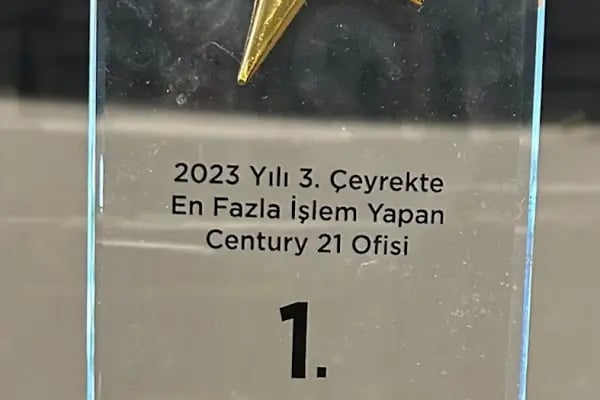 2023 Yılı 3. Çeyrekte
En Fazla İşlem Yapan
Century 21 Ofisi
1.